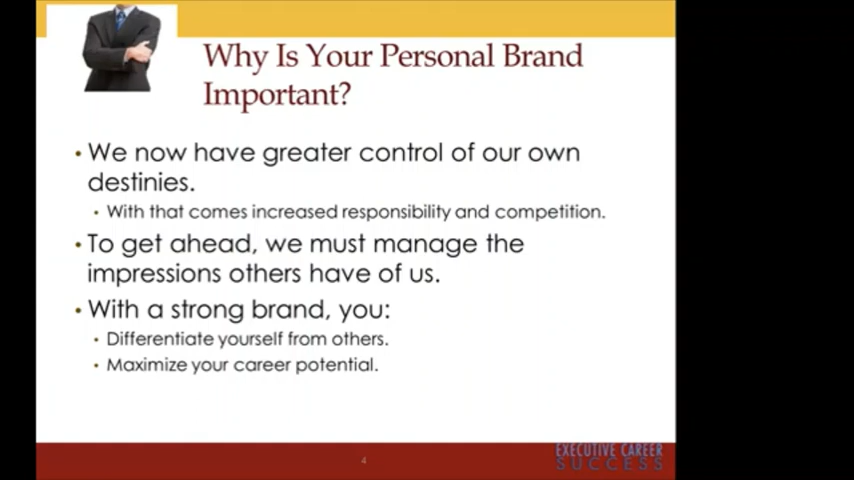 Why Is Your Personal Brand
Important?
• We now have greater control of our own
destinies.
• With that comes increased responsibility and competition.
• To get ahead, we must manage the
impressions others have of us.
• With a strong brand, you:
• Differentiate yourself from others.
• Maximize your career potential.
4
EXECUTIVE CAREER
SUCCESS